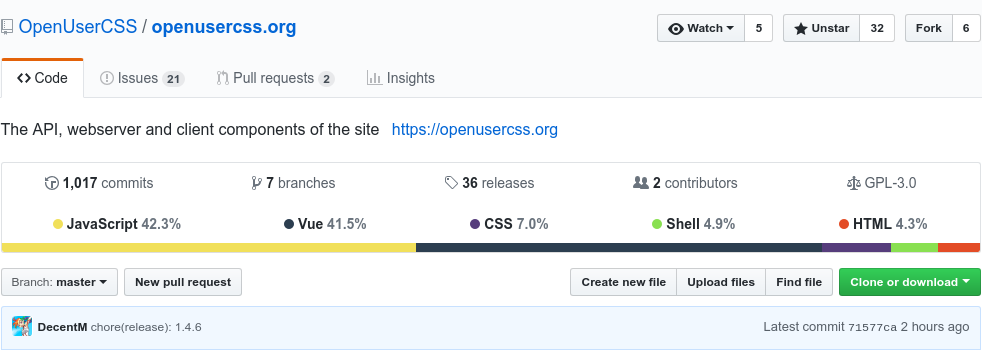 OpenUserCSS / openusercss.org Watch 5 Unstar 32 Fork 6
Code Issues 21 Pull requests 2 Insights
The API, webserver and client components of the site https://openusercss.org
1,017 commits 7 branches 36 releases 2 contributors GPL-3.0
JavaScript 42.3% Vue 41.5% CSS 7.0% Shell 4.9% HTML 4.3%
Branch: master New pull request Create new file Upload files Find file Clone or download
DecentM chore(release): 1.4.6 Latest commit 71577ca 2 hours ago